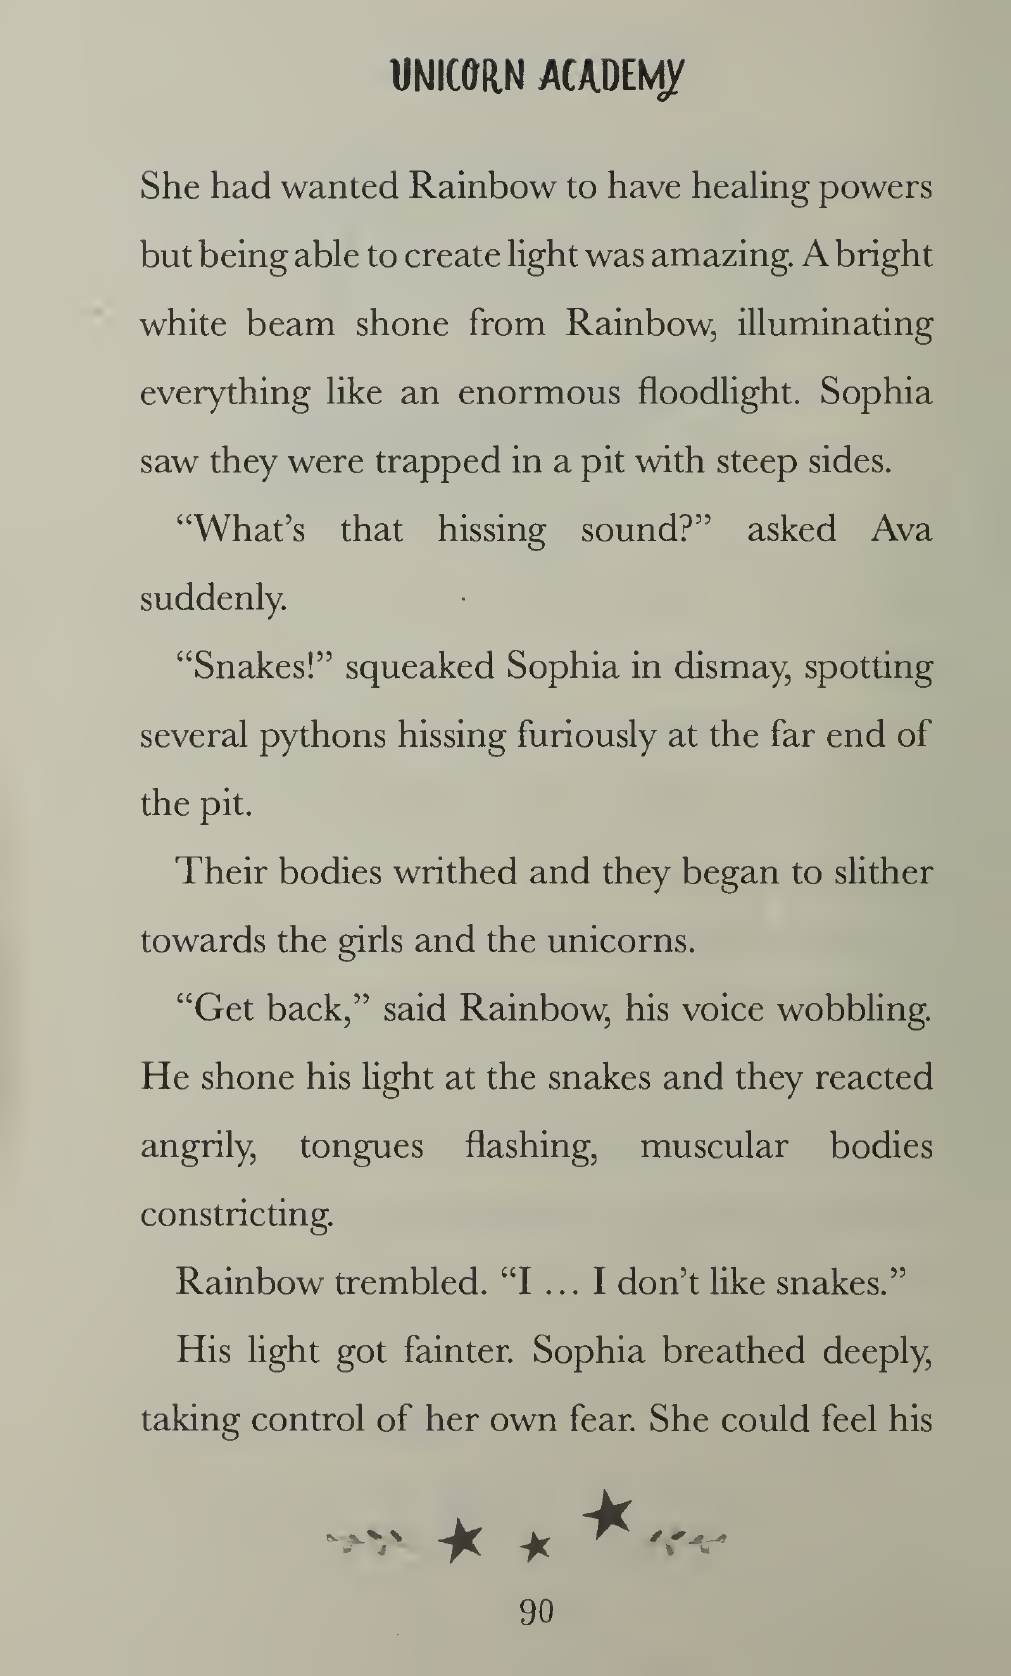 UNICORN ACADEMY
She had wanted Rainbow to have healing powers
but being able to create light was amazing. A bright
white beam shone from Rainbow, illuminating
everything like an enormous floodlight. Sophia
saw they were trapped in a pit with steep sides.
“What’s that hissing sound?” asked Ava
suddenly.
“Snakes!” squeaked Sophia in dismay, spotting
several pythons hissing furiously at the far end of
the pit.
Their bodies writhed and they began to slither
towards the girls and the unicorns.
“Get back,” said Rainbow, his voice wobbling.
He shone his light at the snakes and they reacted
angrily, tongues flashing, muscular bodies
constricting.
Rainbow trembled. “I … I don’t like snakes.”
His light got fainter. Sophia breathed deeply,
taking control of her own fear. She could feel his
90